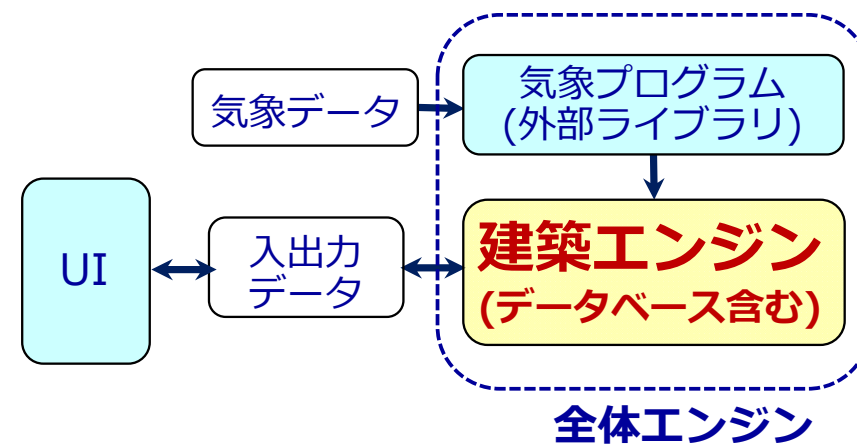 気象データ
気象プログラム
(外部ライブラリ)
UI
入出力
データ
建築エンジン
(データベース含む)
全体エンジン